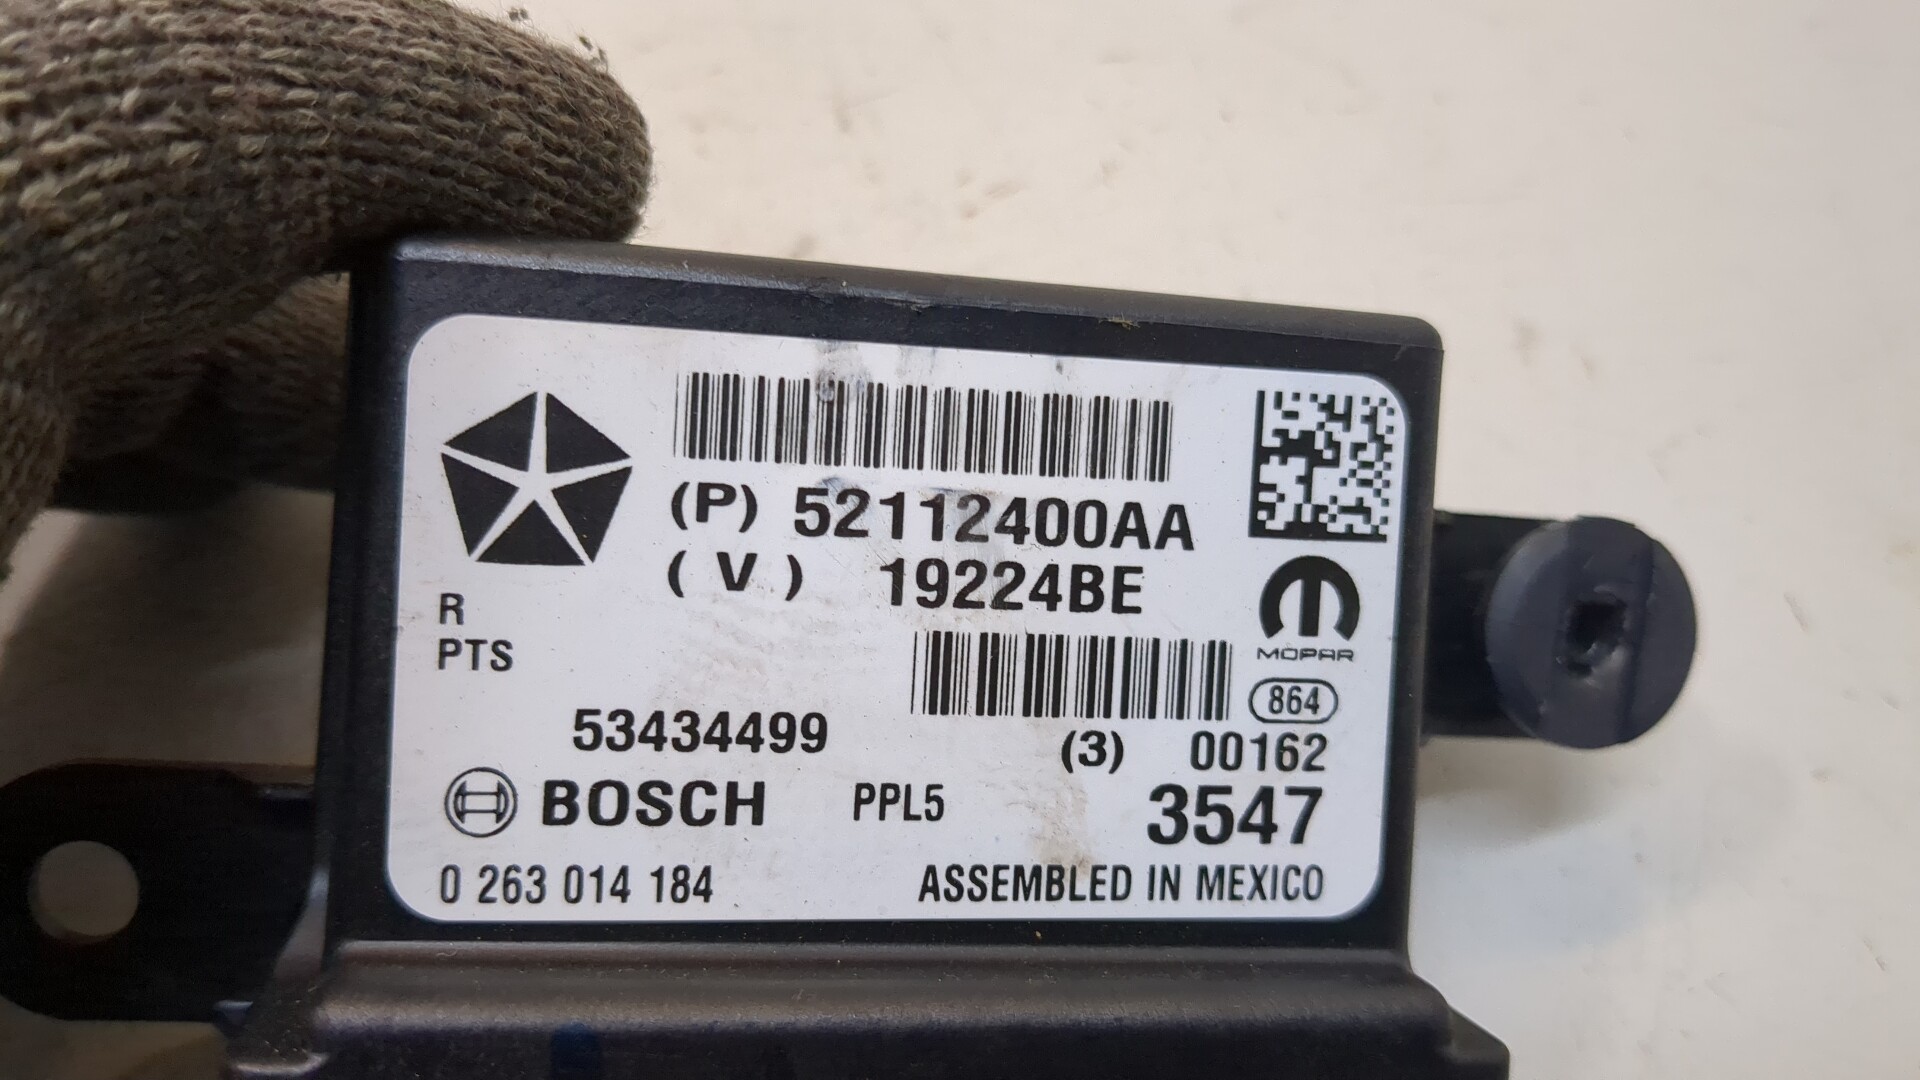 (P) 52112400AA
(V) 19224BE
R
PTS
MOPAR
864
53434499
(3) 00162
BOSCH PPL5 3547
0 263 014 184 ASSEMBLED IN MEXICO